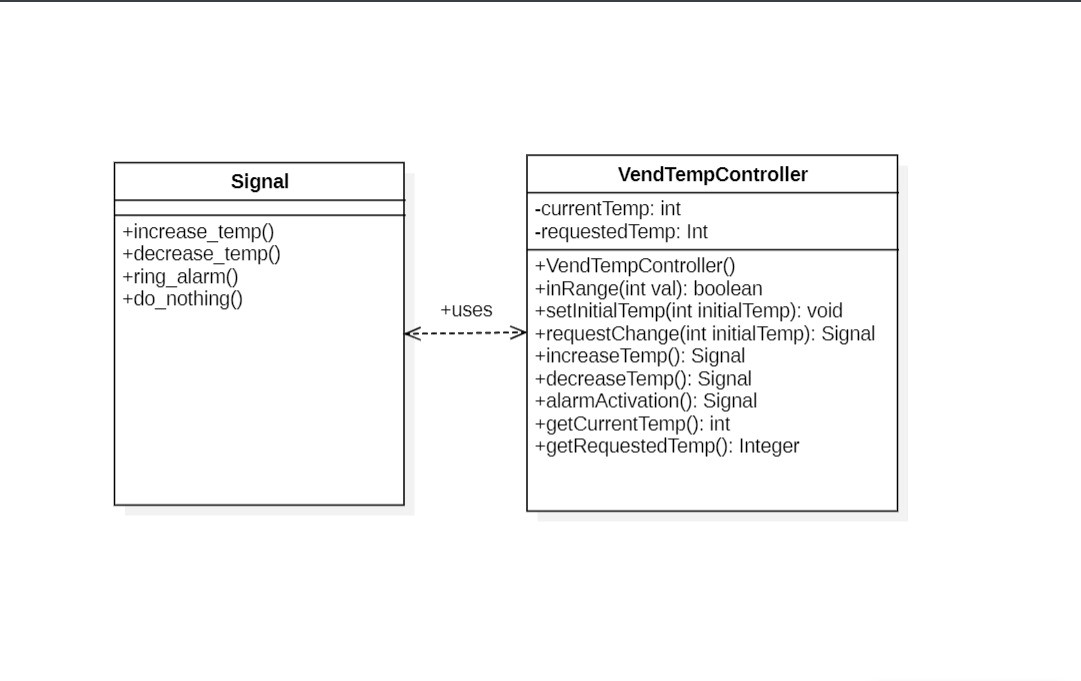 Signal
+increase_temp()
+decrease_temp()
+ring_alarm()
+do_nothing()
+uses
VendTempController
-currentTemp: int
-requestedTemp: Int
+VendTempController()
+inRange(int val): boolean
+setInitialTemp(int initialTemp): void
+requestChange(int initialTemp): Signal
+increaseTemp(): Signal
+decreaseTemp(): Signal
+alarmActivation(): Signal
+getCurrentTemp(): int
+getRequestedTemp(): Integer